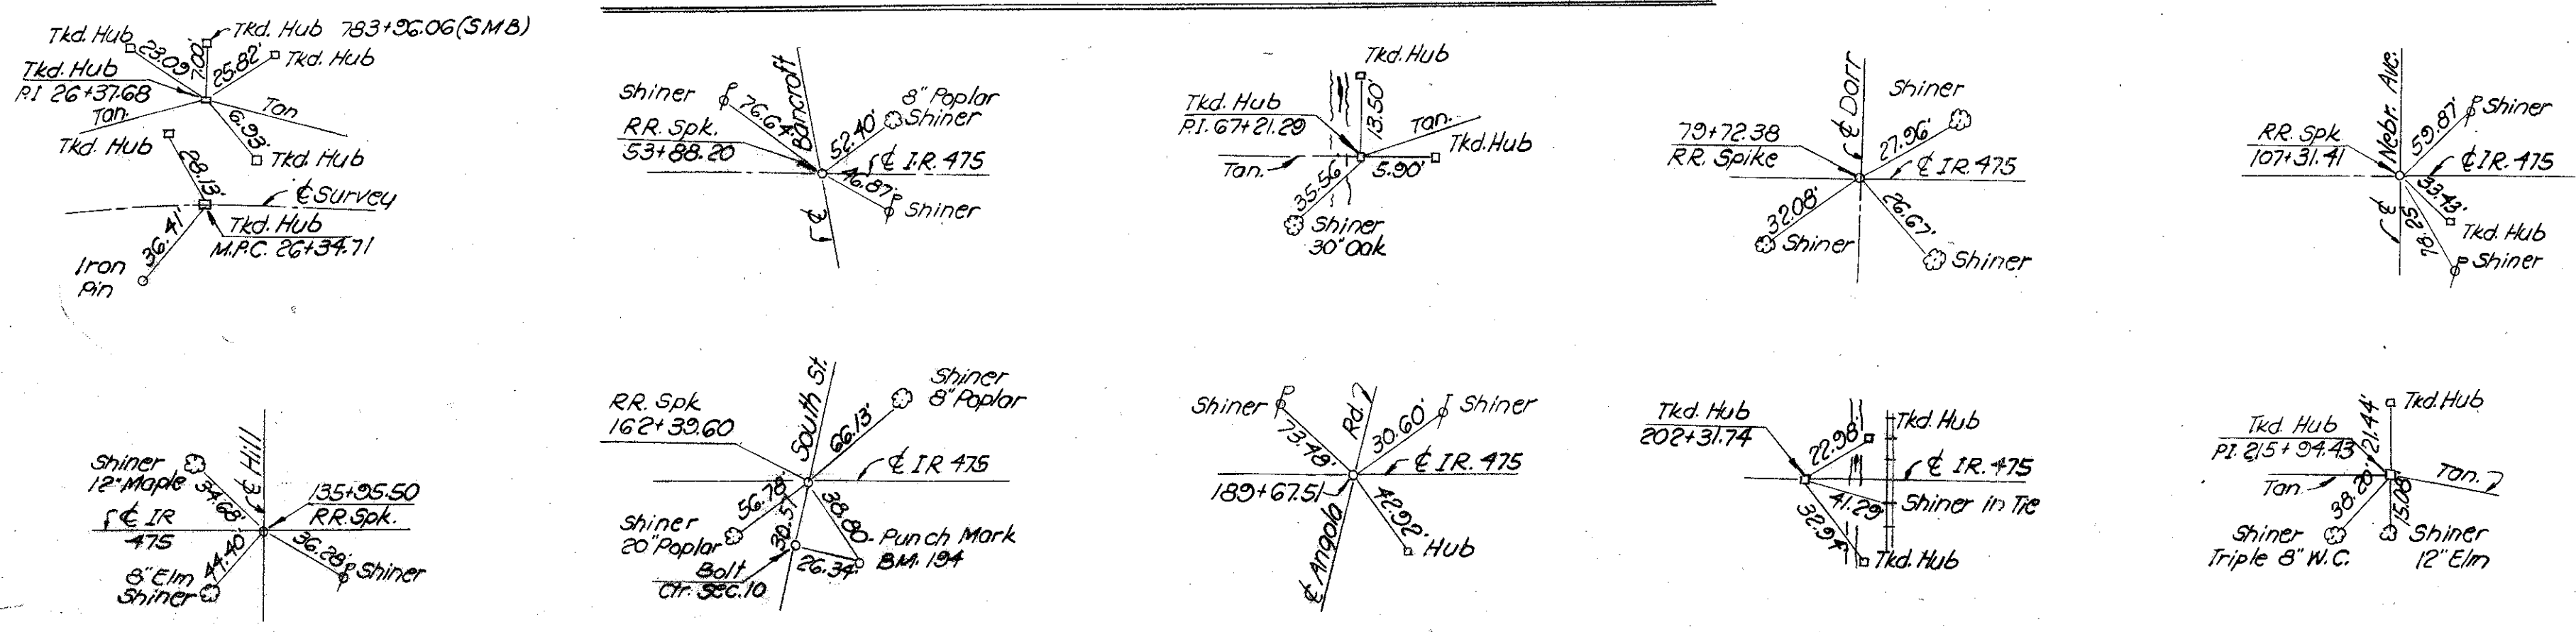 Tkd. Hub
23.09'
7.00'
Tkd. Hub 783+96.06 (SMB)
25.82'
Tkd. Hub
Tkd. Hub
P.I 26+37.68
Tan.
Tan
6.93'
Tkd. Hub
Tkd. Hub
28.13'
℄ Survey
36.41'
Tkd. Hub
M.P.C. 26+34.71
Iron
Pin
Bancroft
Shiner
76.64'
8" Poplar
Shiner
52.40'
RR. Spk.
53+88.20
℄ I.R. 475
46.87'
Shiner
℄
Tkd. Hub
13.50'
Tkd. Hub
P.I. 67+21.29
Tan.
Tkd. Hub
Tan.
5.90'
35.56'
Shiner
30" Oak
℄ Dorr
Shiner
27.96'
79+72.38
RR. Spike
℄ I.R. 475
32.08'
Shiner
26.67'
Shiner
Nebr. Ave.
59.87'
Shiner
RR. Spk
107+31.41
℄ I.R. 475
33.43'
Tkd. Hub
℄
78.25
Shiner
Hill
℄
Shiner
12" Maple
34.68'
135+95.50
RR. Spk.
℄ IR
475
44.40'
36.28'
Shiner
8" Elm
Shiner
South St.
RR. Spk
162+39.60
66.13'
Shiner
8" Poplar
℄ IR 475
56.78'
Shiner
20" Poplar
30.57'
38.80
Punch Mark
BM. 194
26.34
Bolt
Ctr. Sec. 10
Shiner
73.48'
Rd.
30.60'
Shiner
℄ I.R. 475
189+67.51
42.92'
Hub
℄ Angola
Tkd. Hub
202+31.74
22.98'
Tkd. Hub
℄ I.R. 475
41.29
Shiner in Tie
32.94'
Tkd. Hub
21.44'
Tkd. Hub
Tkd. Hub
P.I. 215+94.43
Tan.
Tan.
38.20'
15.08'
Shiner
Triple 8" W.C.
Shiner
12" Elm